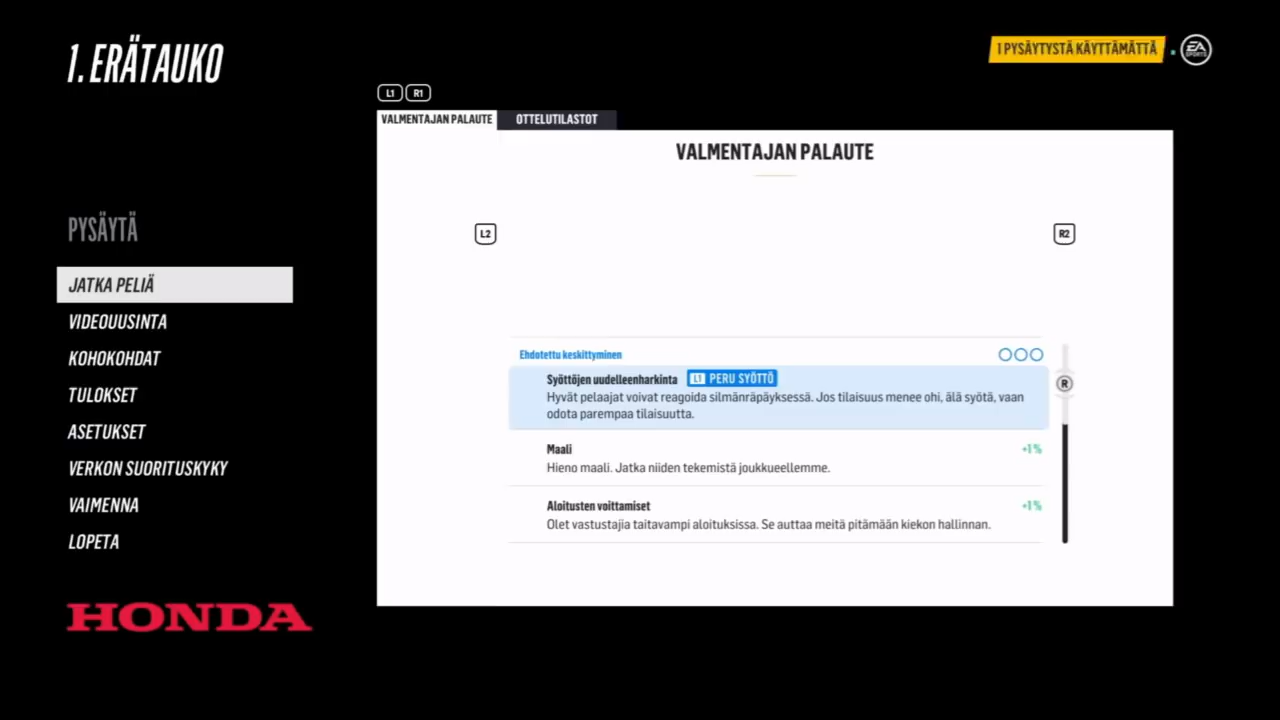 1. ERÄTAUKO
1 PYSÄYTYSTÄ KÄYTTÄMÄTTÄ
EA SPORTS
L1 R1
VALMENTAJAN PALAUTE OTTELUTILASTOT
VALMENTAJAN PALAUTE
L2 R2
PYSÄYTÄ
JATKA PELIÄ
VIDEOUUSINTA
KOHOKOHDAT
TULOKSET
ASETUKSET
VERKON SUORITUSKYKY
VAIMENNA
LOPETA
HONDA
Ehdotettu keskittyminen
Syöttöjen uudelleenharkinta L1 PERU SYÖTTÖ
R
Hyvät pelaajat voivat reagoida silmänräpäyksessä. Jos tilaisuus menee ohi, älä syötä, vaan
odota parempaa tilaisuutta.
Maali +1 %
Hieno maali. Jatka niiden tekemistä joukkueellemme.
Aloitusten voittamiset +1 %
Olet vastustajia taitavampi aloituksissa. Se auttaa meitä pitämään kiekon hallinnan.